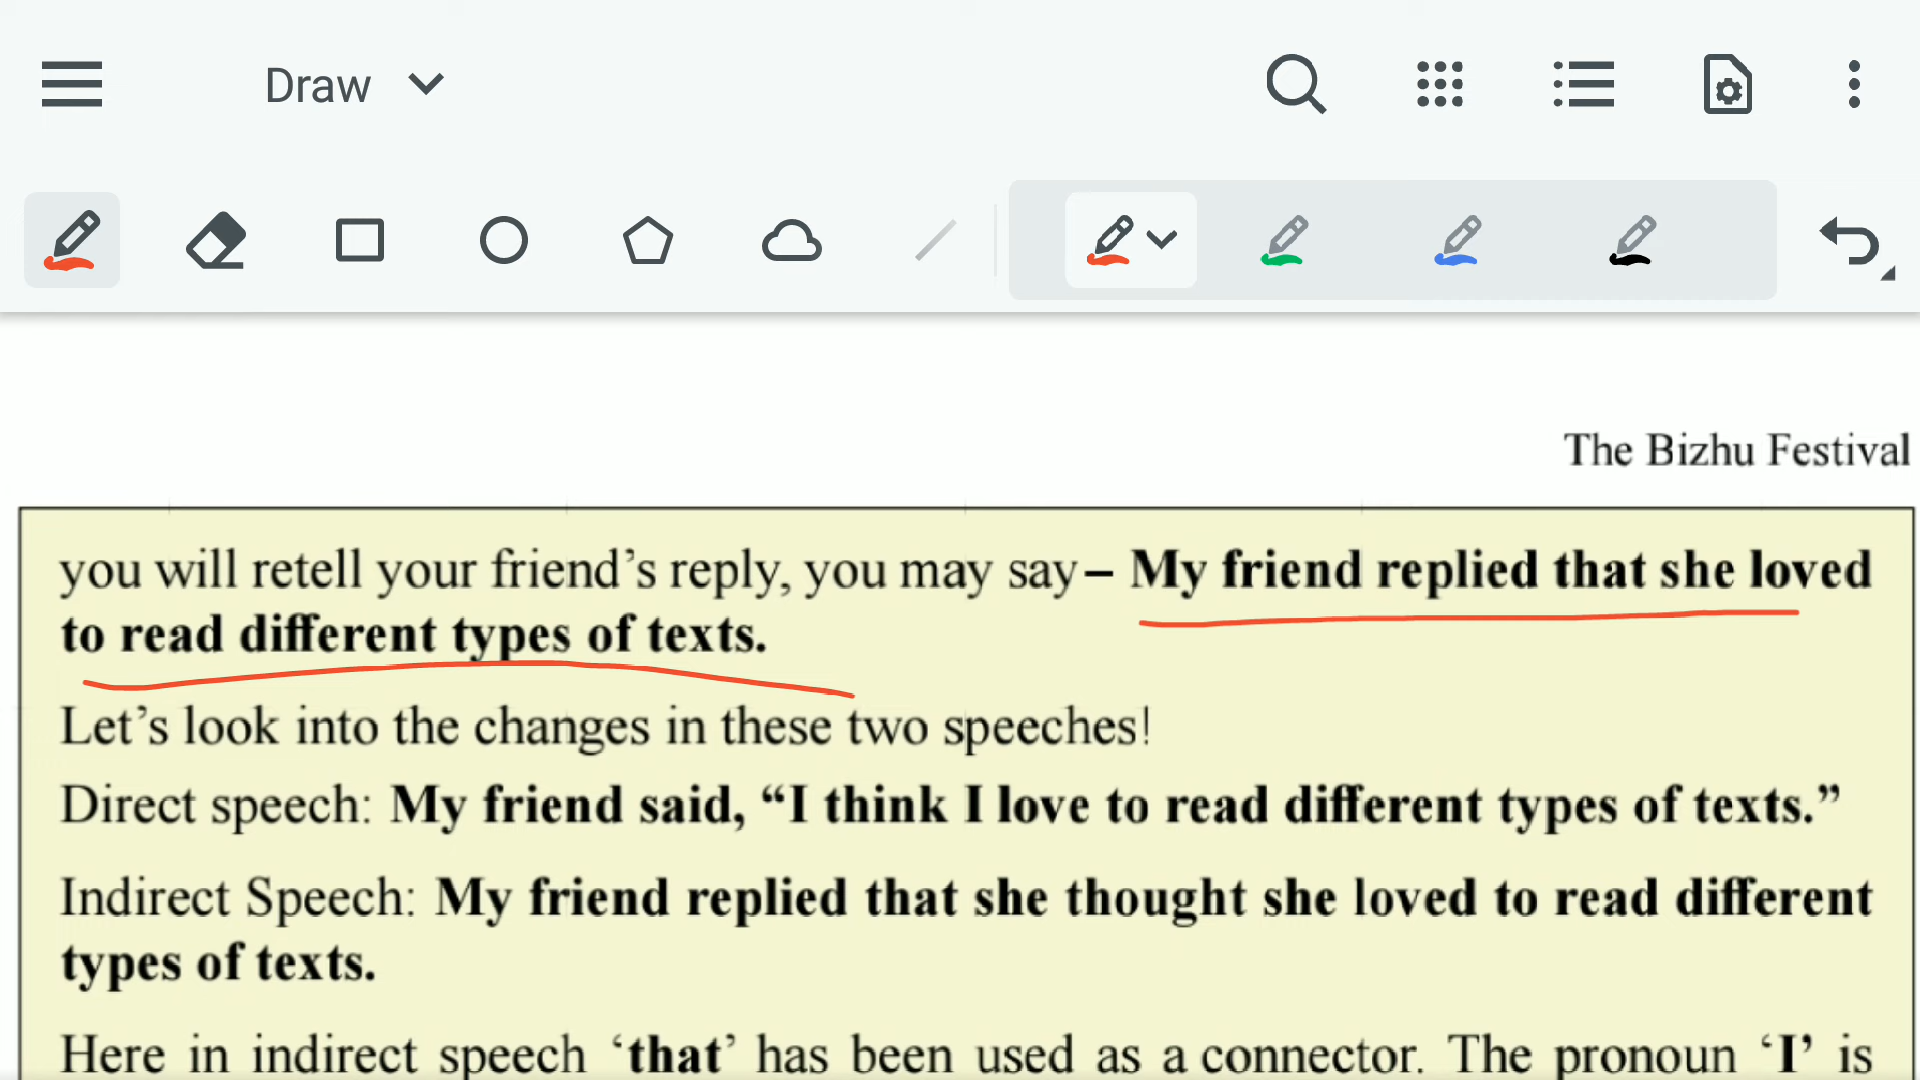 Draw
The Bizhu Festival
you will retell your friend’s reply, you may say – My friend replied that she loved
to read different types of texts.
Let’s look into the changes in these two speeches!
Direct speech: My friend said, “I think I love to read different types of texts.”
Indirect Speech: My friend replied that she thought she loved to read different
types of texts.
Here in indirect speech ‘that’ has been used as a connector. The pronoun ‘I’ is